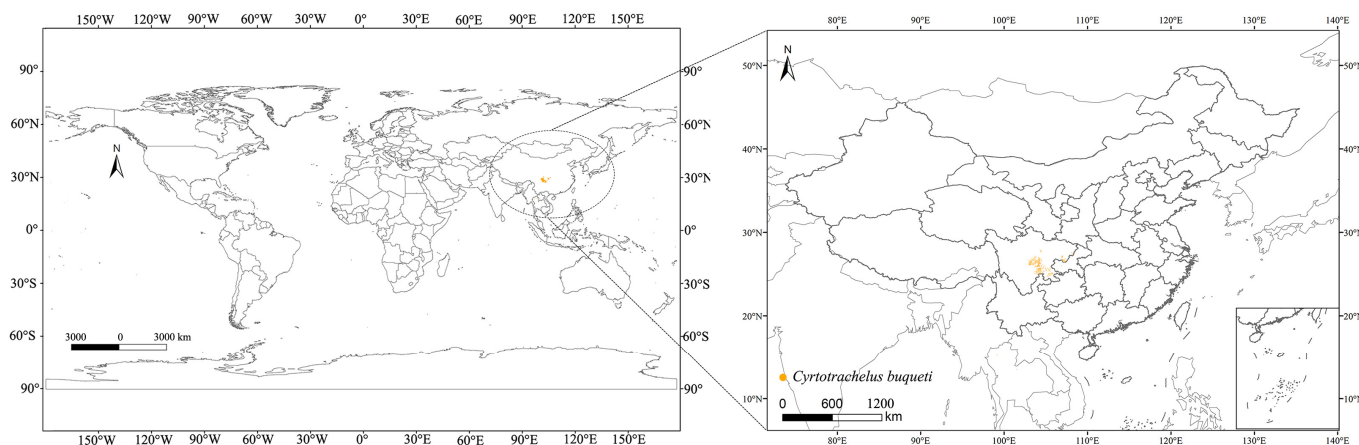 150°W 120°W 90°W 60°W 30°W 0° 30°E 60°E 90°E 120°E 150°E
80°E 90°E 100°E 110°E 120°E 130°E 140°E
N
N
90° 90°
60°N 60°N
30°N 30°N
0° 0°
30°S 30°S
60°S 60°S
90° 90°
3000 0 3000 km
150°W 120°W 90°W 60°W 30°W 0° 30°E 60°E 90°E 120°E 150°E
50°N 50°N
40°N 40°N
30°N 30°N
20°N 20°N
10°N 10°N
Cyrtotrachelus buqueti
0 600 1200
km
80°E 90°E 100°E 110°E 120°E 130°E 140°E